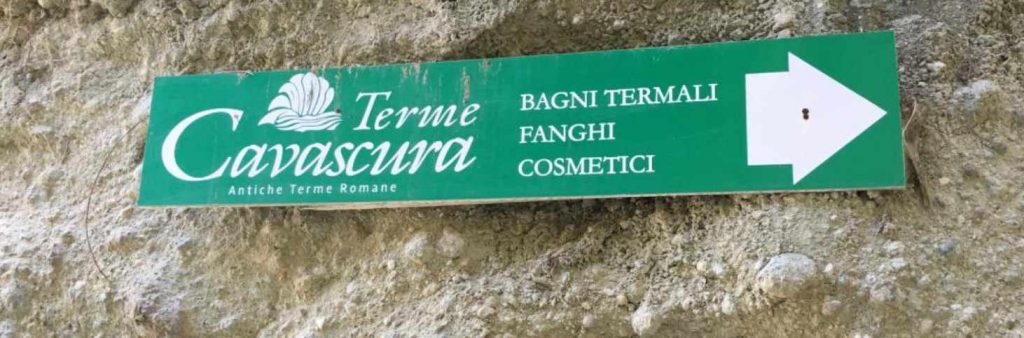 Terme
Cavascura
Antiche Terme Romane
BAGNI TERMALI
FANGHI
COSMETICI